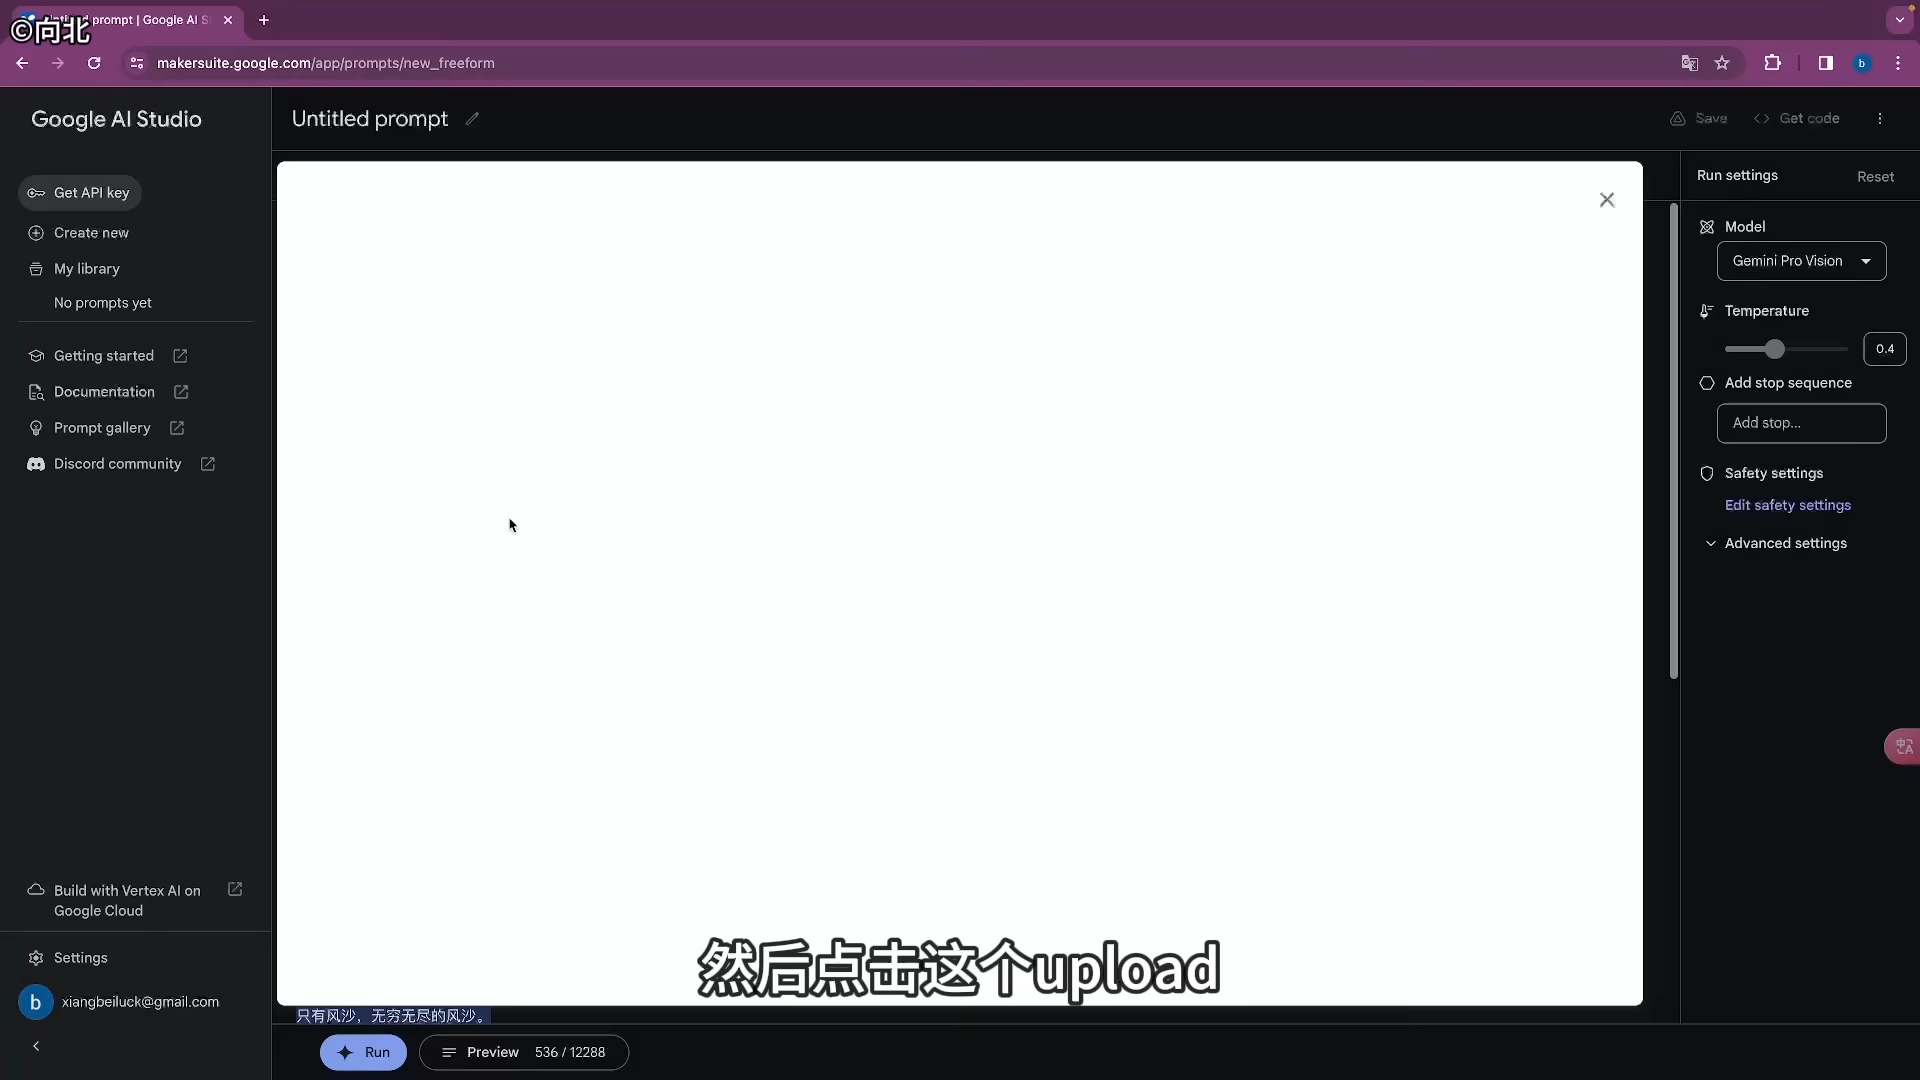 prompt | Google AI S
©向北
makersuite.google.com/app/prompts/new_freeform
b
Google AI Studio
Untitled prompt
Save
Get code
Get API key
Create new
My library
No prompts yet
Getting started
Documentation
Prompt gallery
Discord community
Build with Vertex AI on
Google Cloud
Settings
b
xiangbeiluck@gmail.com
Run settings
Reset
Model
Gemini Pro Vision
Temperature
0.4
Add stop sequence
Add stop...
Safety settings
Edit safety settings
Advanced settings
然后点击这个upload
只有风沙，无穷无尽的风沙。
Run
Preview
536 / 12288